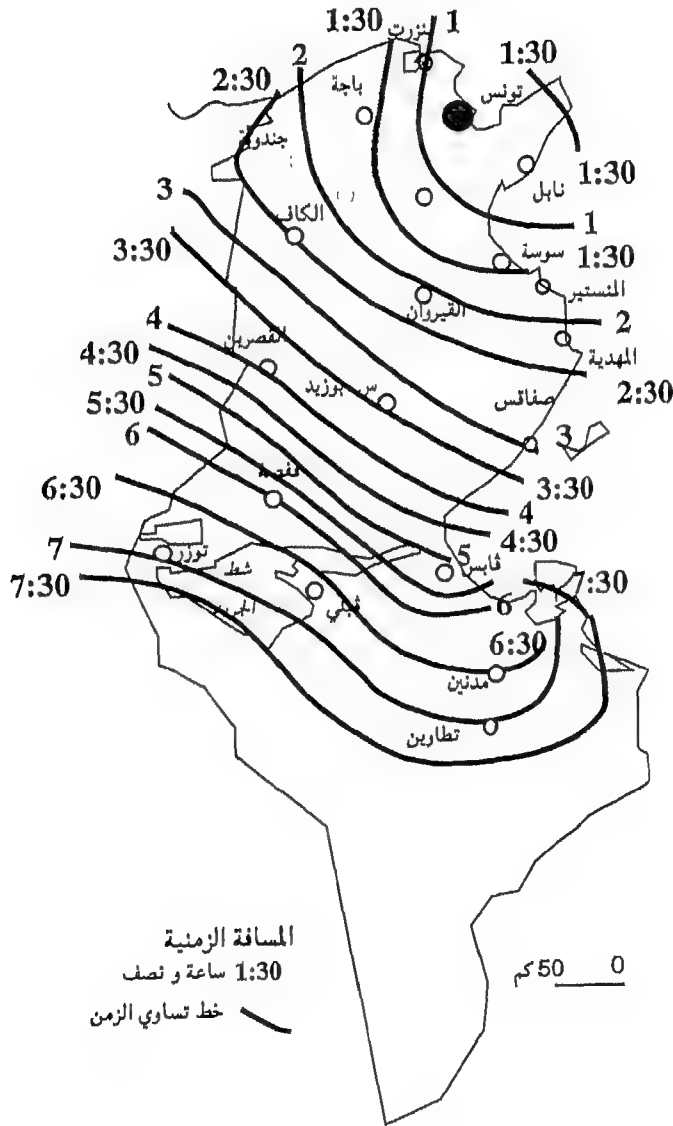 1:30
بنزرت
1
2
1:30
2:30
باجة
تونس
جندوبة
نابل
1:30
3
الكاف
1
3:30
سوسة
1:30
المنستير
القيروان
2
4
القصرين
المهدية
4:30
2:30
5
س. بوزيد
صفاقس
5:30
3
6
3:30
قفصة
4
6:30
4:30
7
توزر
شط
5
قابس
7:30
7:30
الجريد
قبلي
6
6:30
مدنين
تطاوين
المسافة الزمنية
1:30 ساعة و نصف
خط تساوي الزمن
50 كم
0